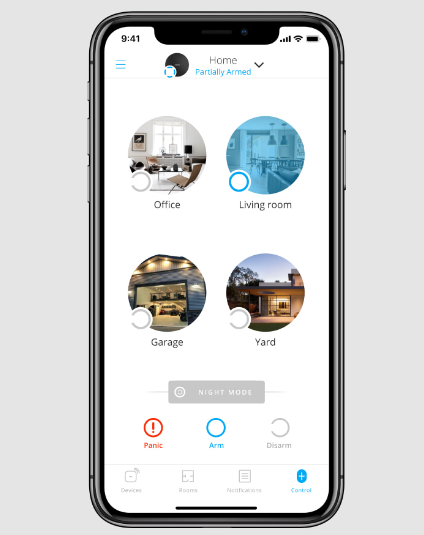 9:41
Home
Partially Armed
Office
Living room
Garage
Yard
NIGHT MODE
Panic
Arm
Disarm
Devices
Rooms
Notifications
Control